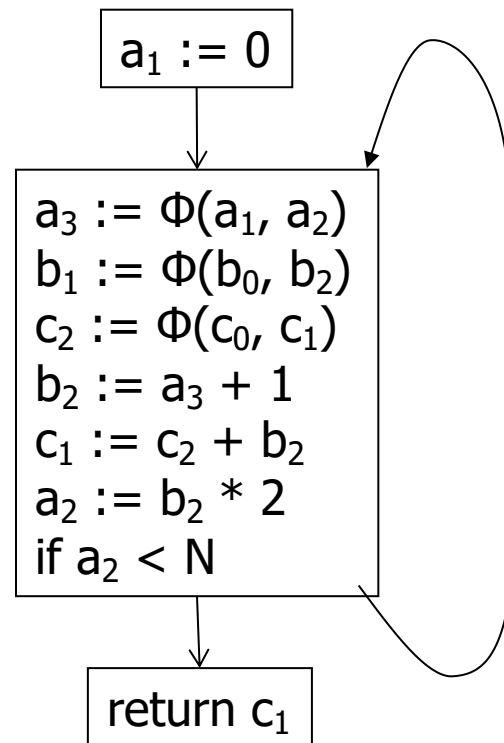 a₁ := 0
a₃ := Φ(a₁, a₂)
b₁ := Φ(b₀, b₂)
c₂ := Φ(c₀, c₁)
b₂ := a₃ + 1
c₁ := c₂ + b₂
a₂ := b₂ * 2
if a₂ < N
return c₁